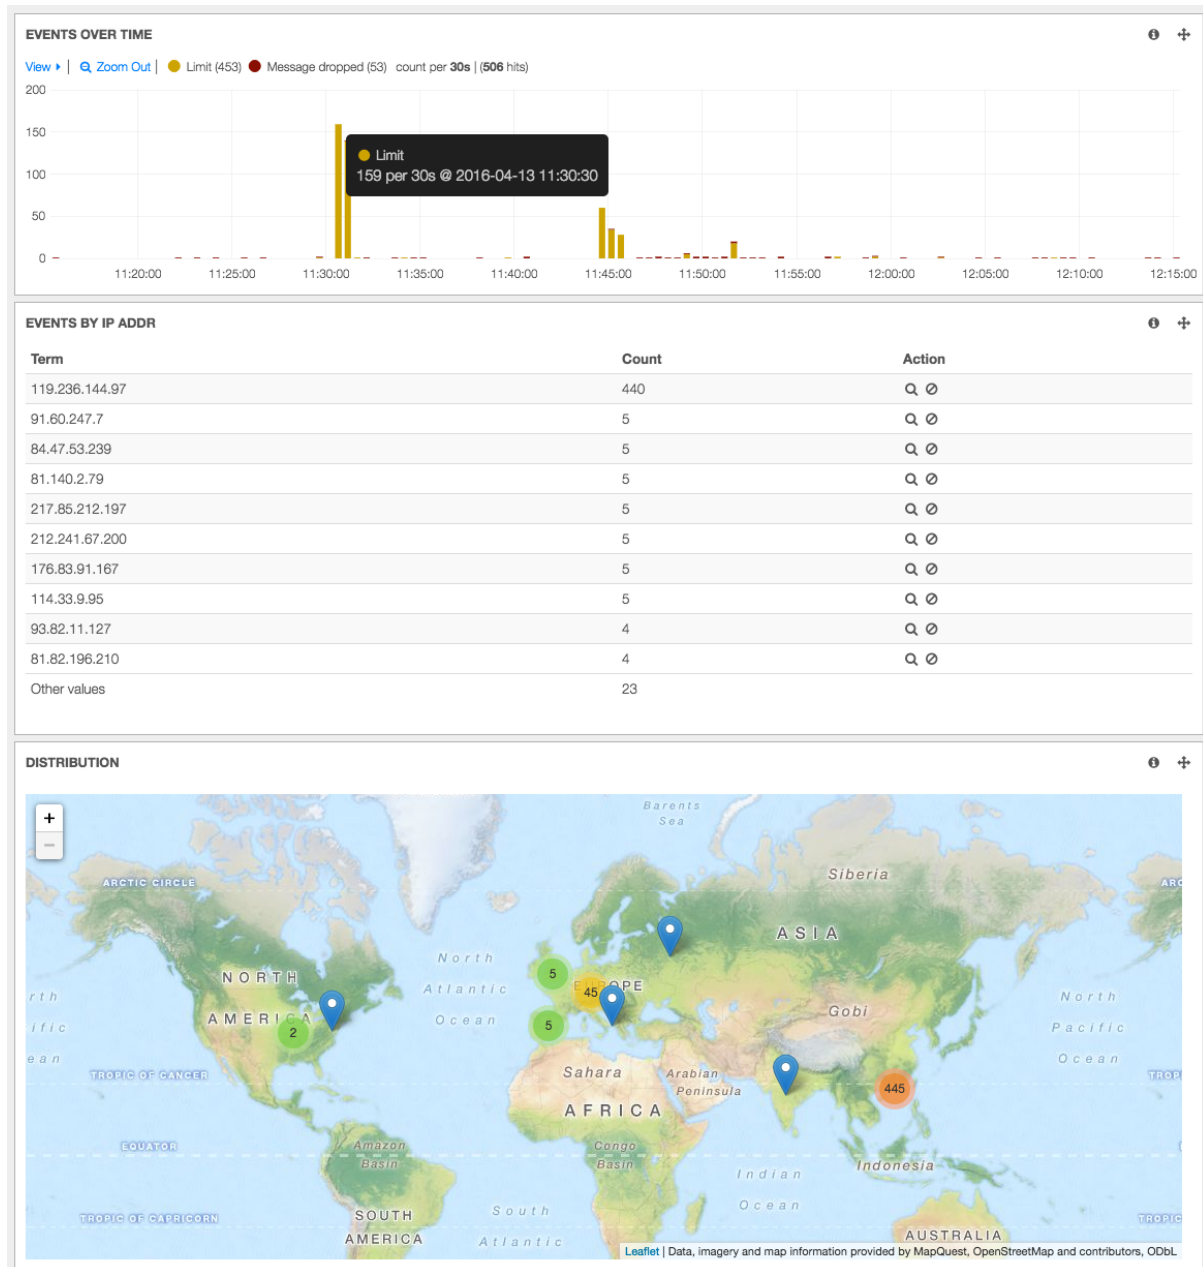 EVENTS OVER TIME
View | Zoom Out | Limit (453) Message dropped (53) count per 30s | (506 hits)
200
150
100
50
0
Limit
159 per 30s @ 2016-04-13 11:30:30
11:20:00 11:25:00 11:30:00 11:35:00 11:40:00 11:45:00 11:50:00 11:55:00 12:00:00 12:05:00 12:10:00 12:15:00
EVENTS BY IP ADDR
Term Count Action
119.236.144.97 440
91.60.247.7 5
84.47.53.239 5
81.140.2.79 5
217.85.212.197 5
212.241.67.200 5
176.83.91.167 5
114.33.9.95 5
93.82.11.127 4
81.82.196.210 4
Other values 23
DISTRIBUTION
+
−
Barents
Sea
ARCTIC CIRCLE
Siberia
ARC
ASIA
North
Atlantic
Ocean
NORTH
AMERICA
2
5
45
5
Gobi
rth
ific
ean
North
Pacific
Ocean
TROPIC OF CANCER
Sahara
Arabian
Peninsula
445
TROPI
AFRICA
EQUATOR
Amazon
Basin
Congo
Basin
Indian
Ocean
Indonesia
TROPIC OF CAPRICORN
SOUTH
AMERICA
South
Atlantic
TROPIC
AUSTRALIA
Leaflet | Data, imagery and map information provided by MapQuest, OpenStreetMap and contributors, ODbL